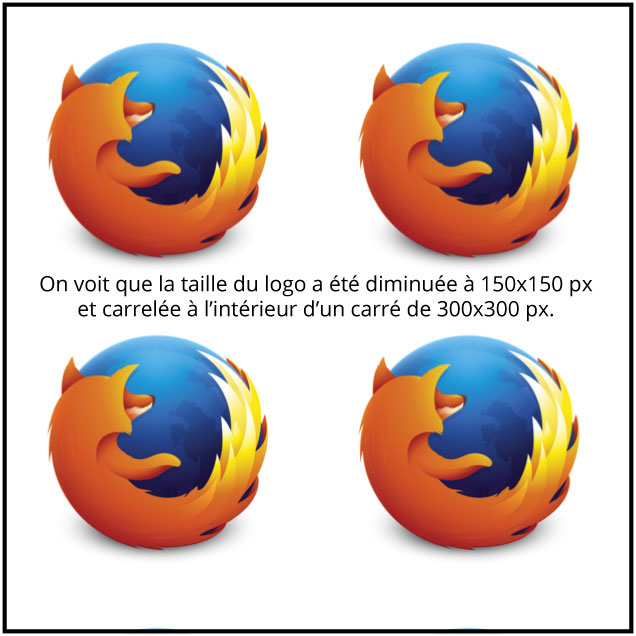 On voit que la taille du logo a été diminuée à 150x150 px
et carrelée à l’intérieur d’un carré de 300x300 px.